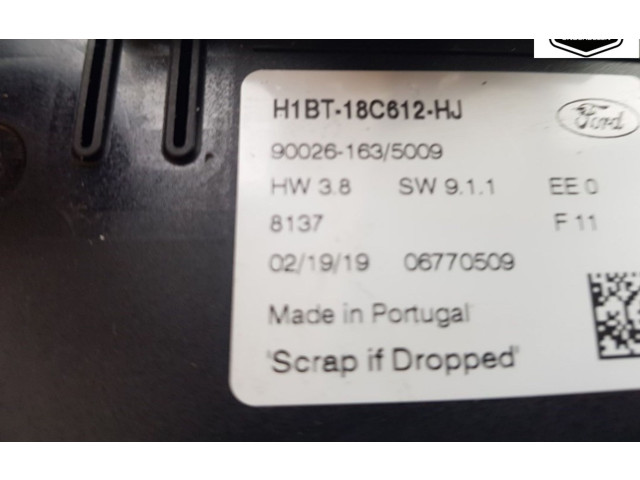 H1BT-18C612-HJ
Ford
90026-163/5009
HW 3.8 SW 9.1.1 EE 0
8137 F 11
02/19/19 06770509
Made in Portugal
'Scrap if Dropped'